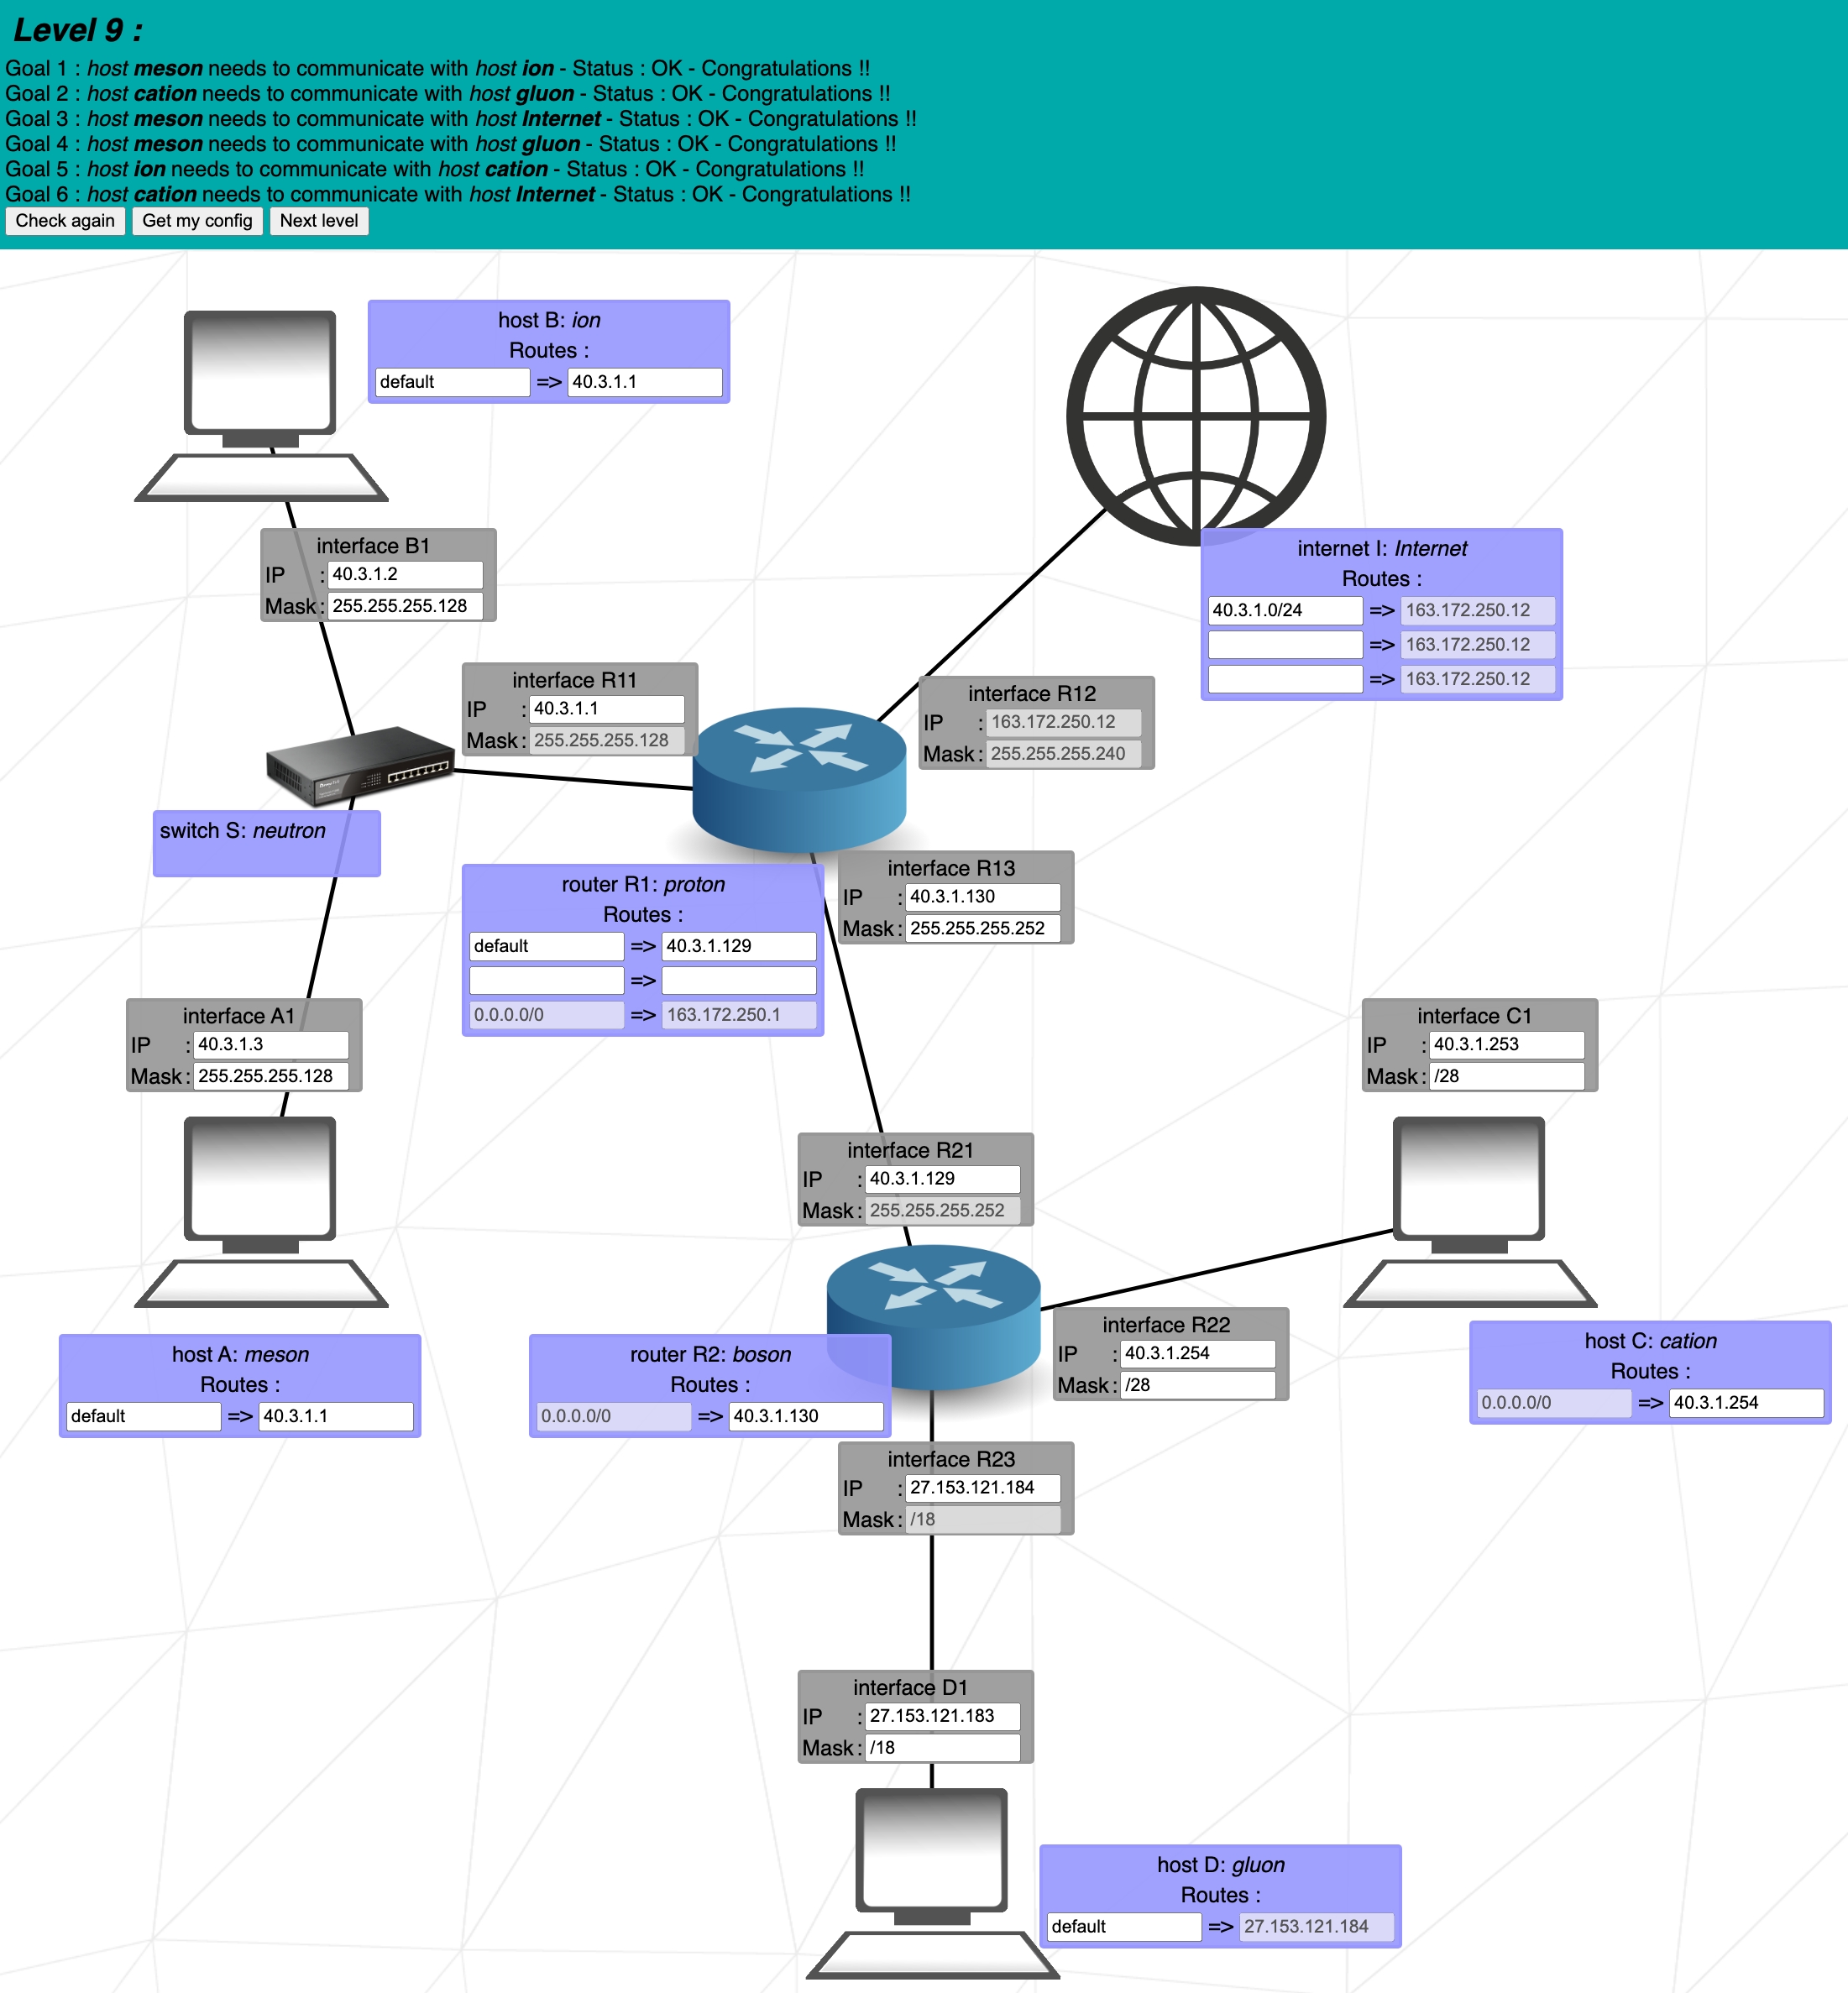 Level 9 :
Goal 1 : host meson needs to communicate with host ion - Status : OK - Congratulations !!
Goal 2 : host cation needs to communicate with host gluon - Status : OK - Congratulations !!
Goal 3 : host meson needs to communicate with host Internet - Status : OK - Congratulations !!
Goal 4 : host meson needs to communicate with host gluon - Status : OK - Congratulations !!
Goal 5 : host ion needs to communicate with host cation - Status : OK - Congratulations !!
Goal 6 : host cation needs to communicate with host Internet - Status : OK - Congratulations !!
Check again Get my config Next level
host B: ion
Routes :
default => 40.3.1.1
interface B1
IP : 40.3.1.2
Mask : 255.255.255.128
internet I: Internet
Routes :
40.3.1.0/24 => 163.172.250.12
=> 163.172.250.12
=> 163.172.250.12
interface R11
IP : 40.3.1.1
Mask : 255.255.255.128
interface R12
IP : 163.172.250.12
Mask : 255.255.255.240
switch S: neutron
router R1: proton
Routes :
default => 40.3.1.129
=>
0.0.0.0/0 => 163.172.250.1
interface R13
IP : 40.3.1.130
Mask : 255.255.255.252
interface A1
IP : 40.3.1.3
Mask : 255.255.255.128
interface C1
IP : 40.3.1.253
Mask : /28
interface R21
IP : 40.3.1.129
Mask : 255.255.255.252
host A: meson
Routes :
default => 40.3.1.1
router R2: boson
Routes :
0.0.0.0/0 => 40.3.1.130
interface R22
IP : 40.3.1.254
Mask : /28
host C: cation
Routes :
0.0.0.0/0 => 40.3.1.254
interface R23
IP : 27.153.121.184
Mask : /18
interface D1
IP : 27.153.121.183
Mask : /18
host D: gluon
Routes :
default => 27.153.121.184